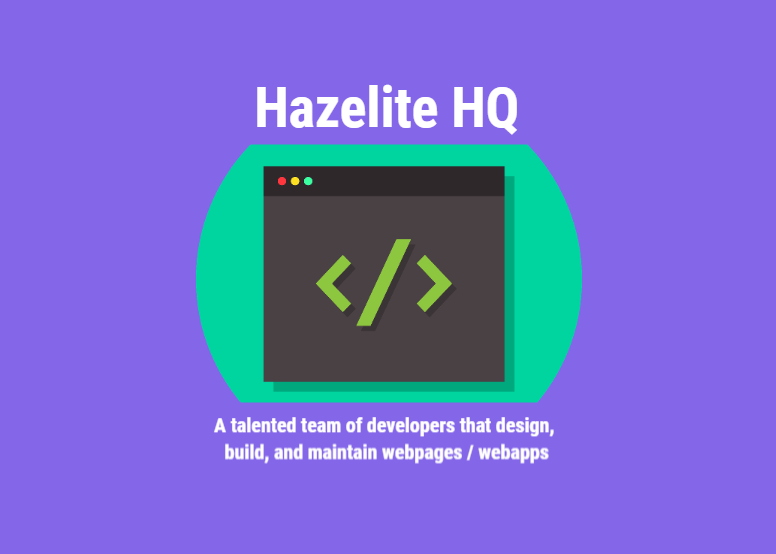 Hazelite HQ
</>
A talented team of developers that design,
build, and maintain webpages / webapps